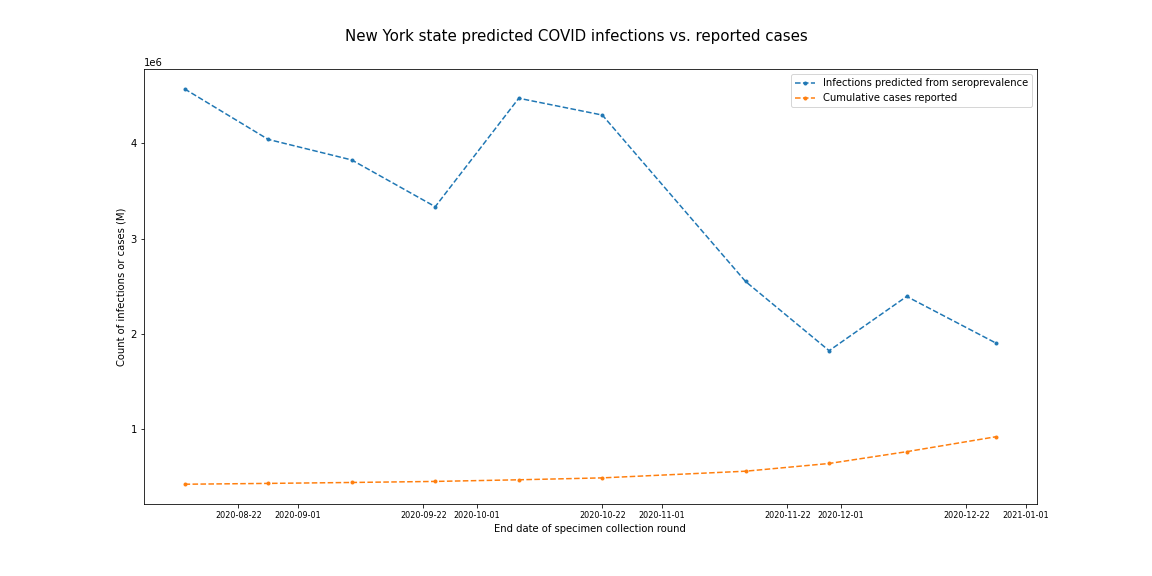 New York state predicted COVID infections vs. reported cases
1e6
Infections predicted from seroprevalence
Cumulative cases reported
Count of infections or cases (M)
4
3
2
1
2020-08-22 2020-09-01 2020-09-22 2020-10-01 2020-10-22 2020-11-01 2020-11-22 2020-12-01 2020-12-22 2021-01-01
End date of specimen collection round